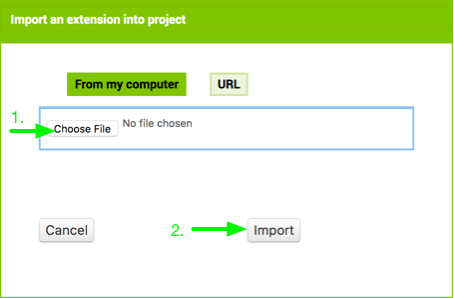 Import an extension into project
From my computer URL
1.
Choose File No file chosen
Cancel 2. Import